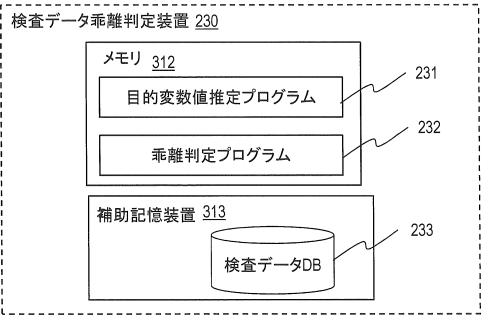 検査データ乖離判定装置 230
メモリ 312
目的変数値推定プログラム
231
乖離判定プログラム
232
補助記憶装置 313
検査データDB
233